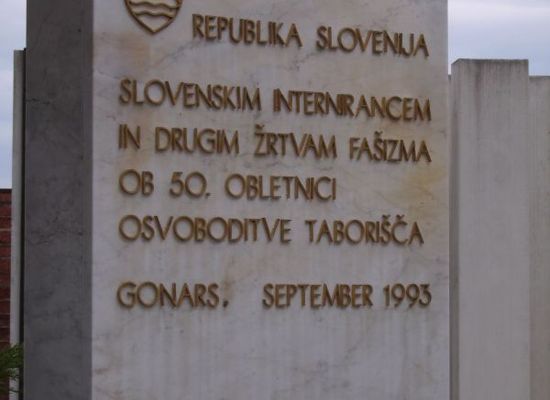 REPUBLIKA SLOVENIJA
SLOVENSKIM INTERNIRANCEM
IN DRUGIM ŽRTVAM FAŠIZMA
OB 50. OBLETNICI
OSVOBODITVE TABORIŠČA
GONARS, SEPTEMBER 1993